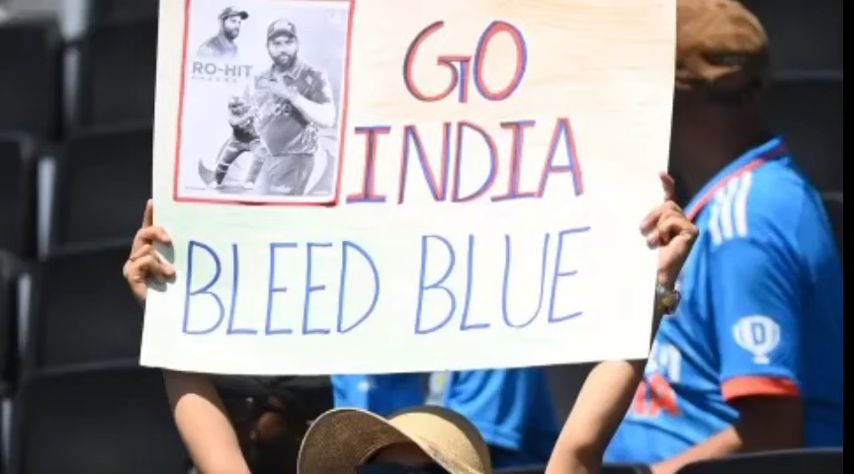 RO-HIT
GO
INDIA
BLEED BLUE
D